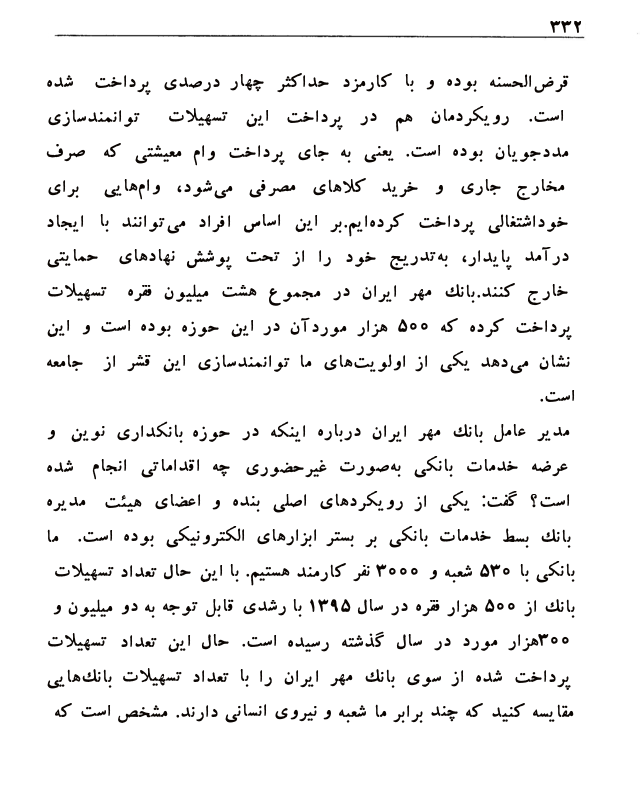 ۳۳۲
قرض‌الحسنه بوده و با کارمزد حداکثر چهار درصدی پرداخت شده
است. رویکردمان هم در پرداخت این تسهیلات توانمندسازی
مددجویان بوده است. یعنی به جای پرداخت وام معیشتی که صرف
مخارج جاری و خرید کلاهای مصرفی می‌شود، وام‌هایی برای
خوداشتغالی پرداخت کرده‌ایم.بر این اساس افراد می‌توانند با ایجاد
درآمد پایدار، به‌تدریج خود را از تحت پوشش نهادهای حمایتی
خارج کنند.بانك مهر ایران در مجموع هشت میلیون فقره تسهیلات
پرداخت کرده که ۵۰۰ هزار موردآن در این حوزه بوده است و این
نشان می‌دهد یکی از اولویت‌های ما توانمندسازی این قشر از جامعه
است.
مدیر عامل بانك مهر ایران درباره اینکه در حوزه بانکداری نوین و
عرضه خدمات بانکی به‌صورت غیرحضوری چه اقداماتی انجام شده
است؟ گفت: یکی از رویکردهای اصلی بنده و اعضای هیئت مدیره
بانك بسط خدمات بانکی بر بستر ابزارهای الکترونیکی بوده است. ما
بانکی با ۵۳۰ شعبه و ۳۰۰۰ نفر کارمند هستیم. با این حال تعداد تسهیلات
بانك از ۵۰۰ هزار فقره در سال ۱۳۹۵ با رشدی قابل توجه به دو میلیون و
۳۰۰هزار مورد در سال گذشته رسیده است. حال این تعداد تسهیلات
پرداخت شده از سوی بانك مهر ایران را با تعداد تسهیلات بانك‌هایی
مقایسه کنید که چند برابر ما شعبه و نیروی انسانی دارند. مشخص است که